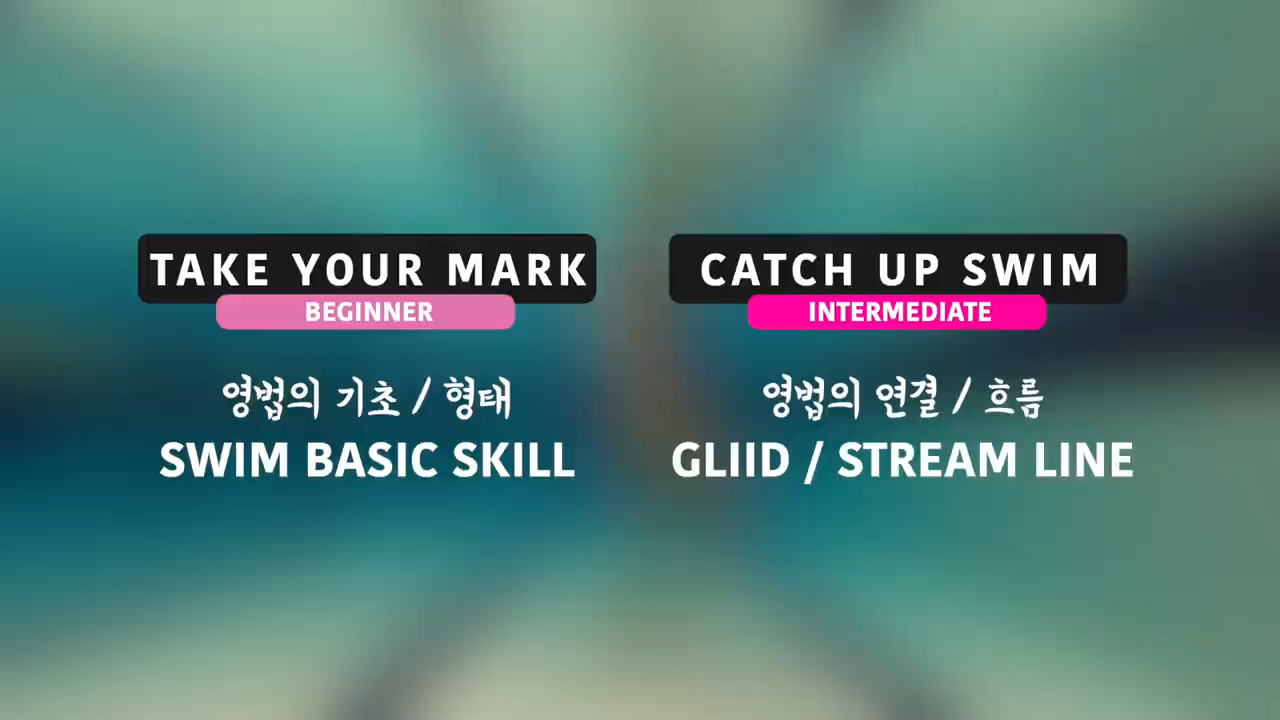 TAKE YOUR MARK
BEGINNER
영법의 기초 / 형태
SWIM BASIC SKILL
CATCH UP SWIM
INTERMEDIATE
영법의 연결 / 흐름
GLIID / STREAM LINE